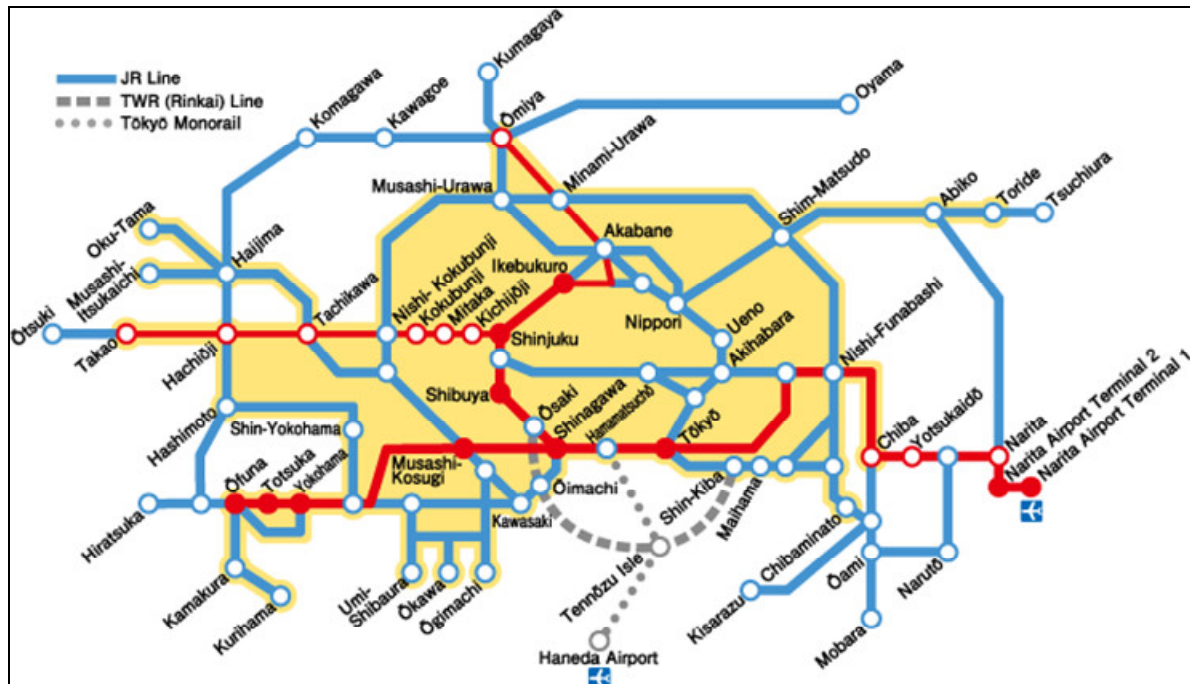 JR Line
TWR (Rinkai) Line
Tōkyō Monorail
Kumagaya
Oyama
Komagawa
Kawagoe
Ōmiya
Minami-Urawa
Musashi-Urawa
Shim-Matsudo
Abiko
Toride
Tsuchiura
Oku-Tama
Musashi-
Itsukaichi
Haijima
Akabane
Ikebukuro
Nippori
Ueno
Akihabara
Nishi-Funabashi
Ōtsuki
Takao
Hachiōji
Tachikawa
Nishi- Kokubunji
Kokubunji
Mitaka
Kichijōji
Shinjuku
Shibuya
Ōsaki
Shinagawa
Hamamatsuchō
Tōkyō
Hashimoto
Shin-Yokohama
Chiba
Yotsukaidō
Narita
Narita Airport Terminal 2
Narita Airport Terminal 1
Ōfuna
Totsuka
Yokohama
Musashi-
Kosugi
Kawasaki
Ōimachi
Shin-Kiba
Maihama
Chibaminato
Hiratsuka
Kamakura
Kurihama
Umi-
Shibaura
Ōkawa
Ōgimachi
Tennōzu Isle
Haneda Airport
Kisarazu
Ōami
Narutō
Mobara